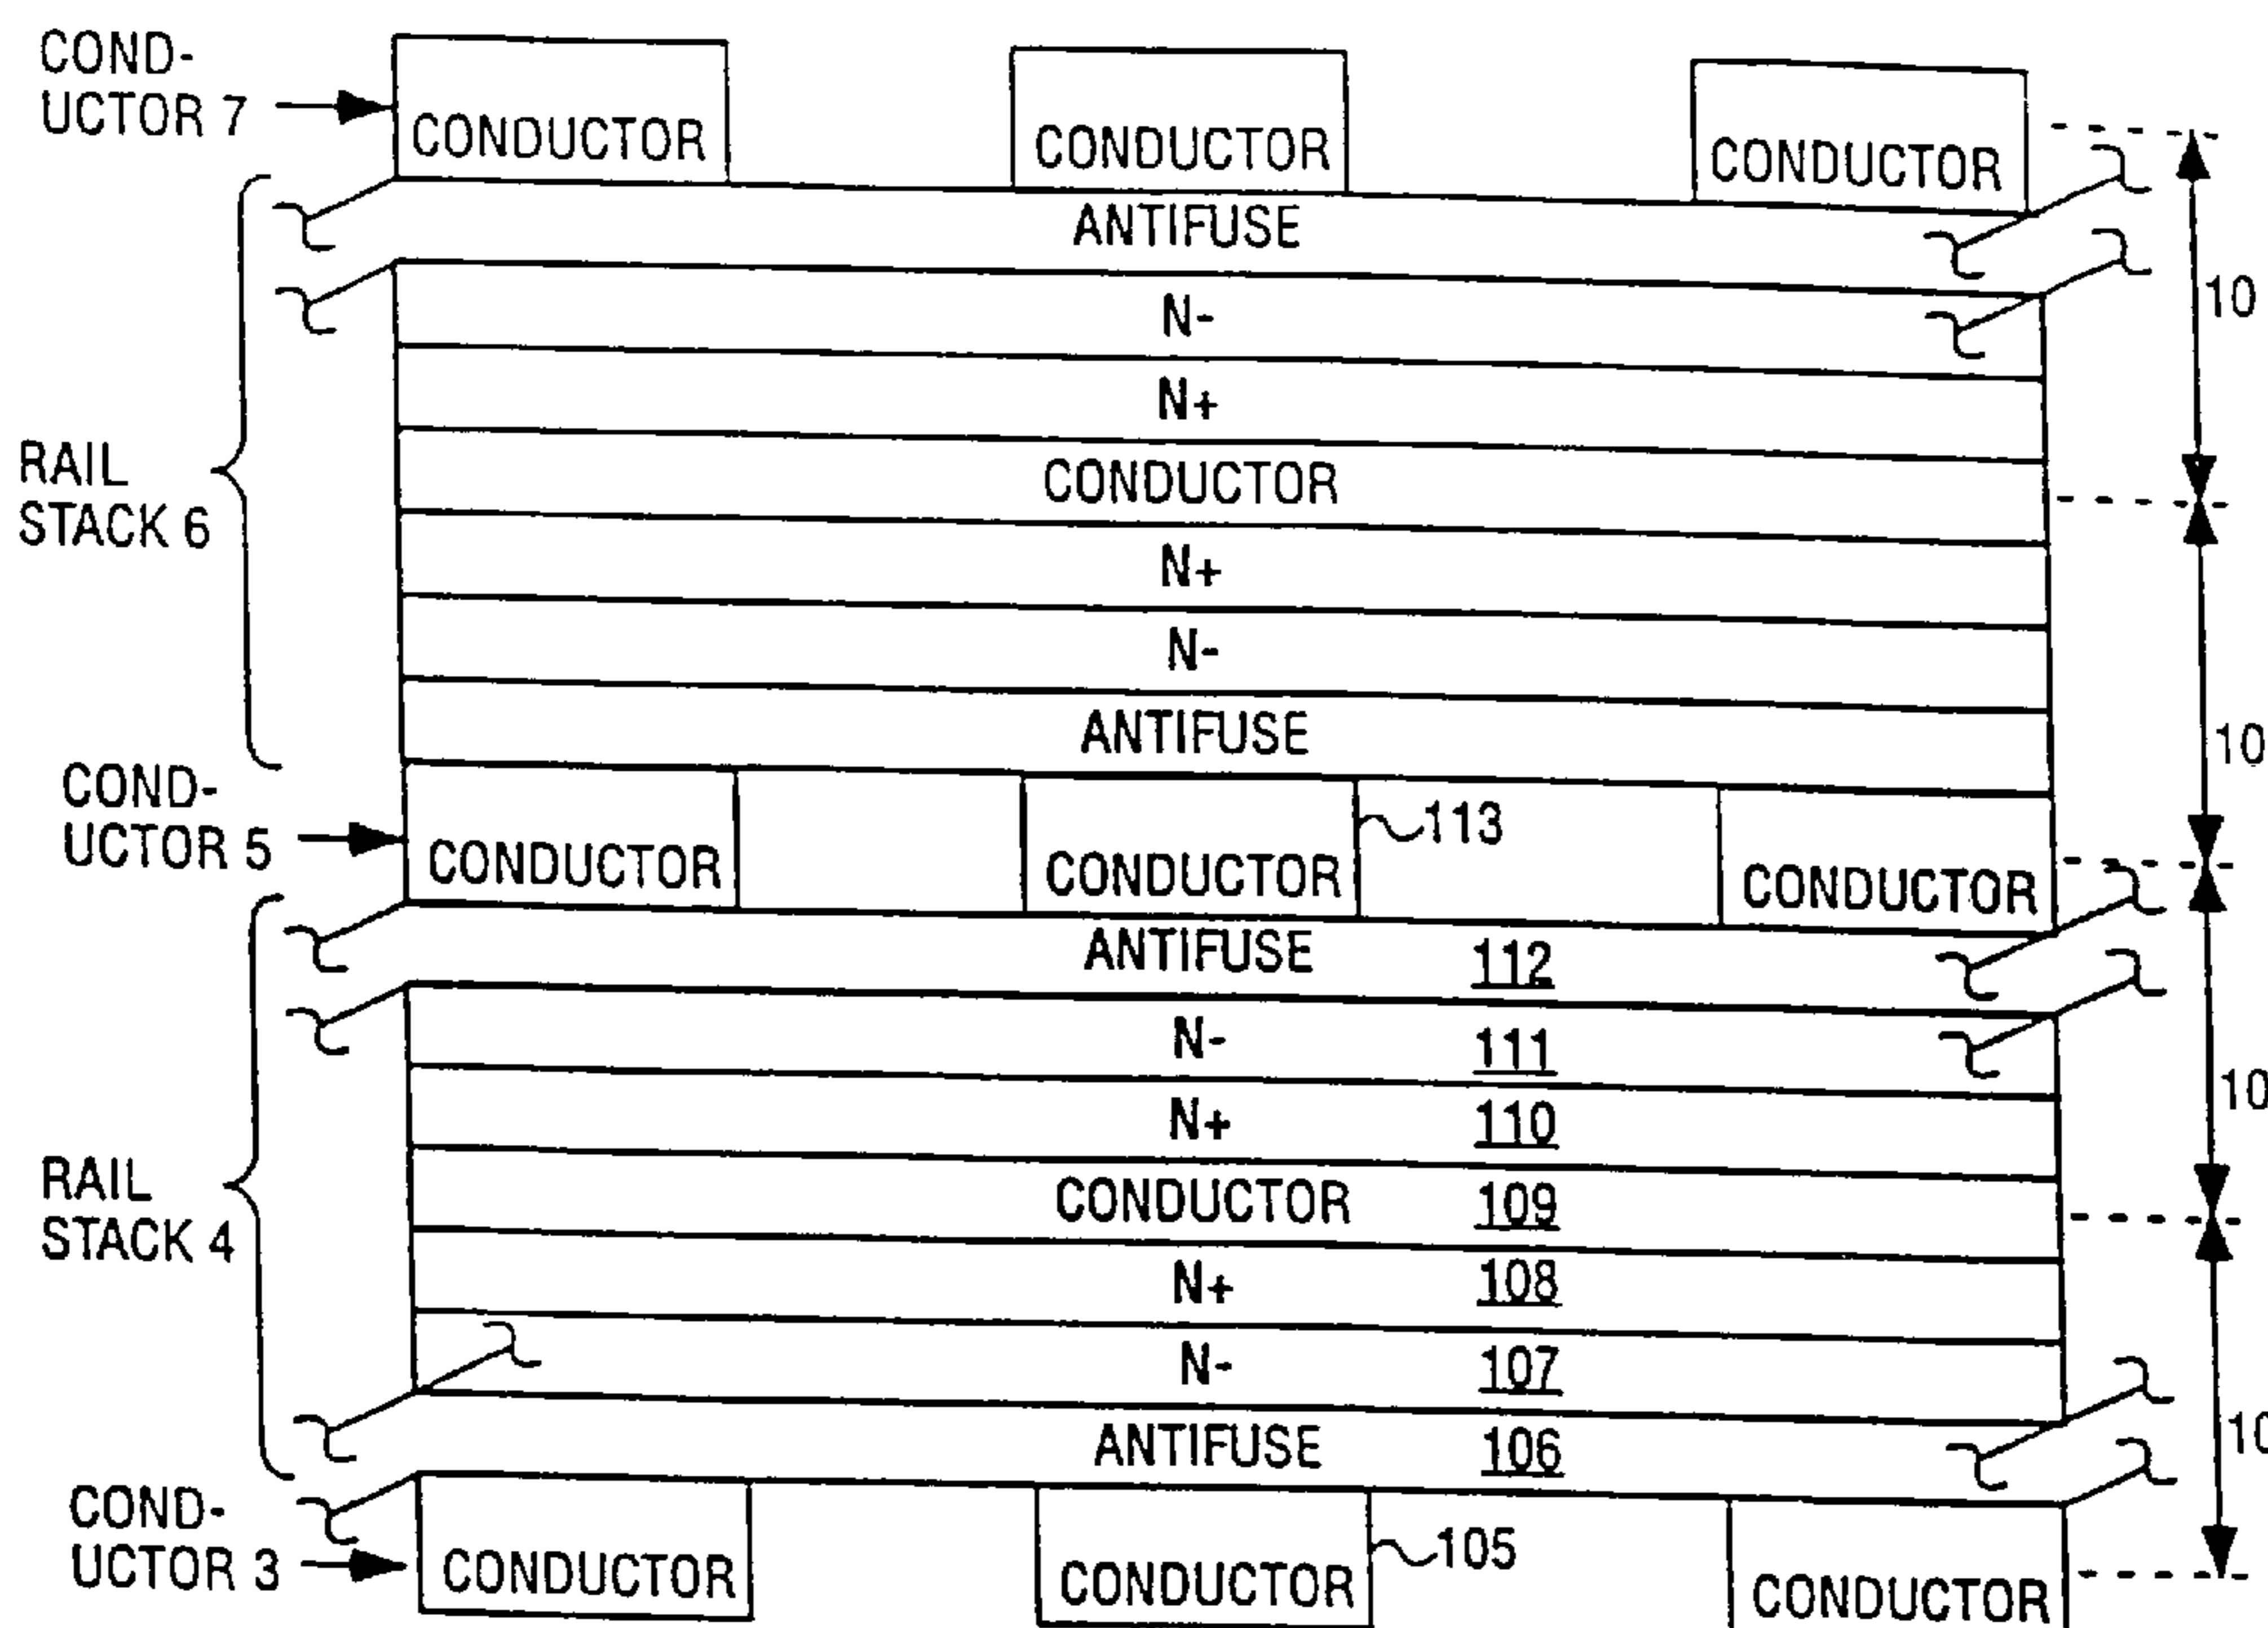 COND-
UCTOR 7
CONDUCTOR CONDUCTOR CONDUCTOR
ANTIFUSE
N-
10
N+
RAIL
STACK 6
CONDUCTOR
N+
N-
ANTIFUSE
10
COND-
UCTOR 5
CONDUCTOR CONDUCTOR 113 CONDUCTOR
ANTIFUSE 112
N- 111
10
N+ 110
RAIL
STACK 4
CONDUCTOR 109
N+ 108
N- 107
ANTIFUSE 106
10
COND-
UCTOR 3
CONDUCTOR CONDUCTOR 105 CONDUCTOR